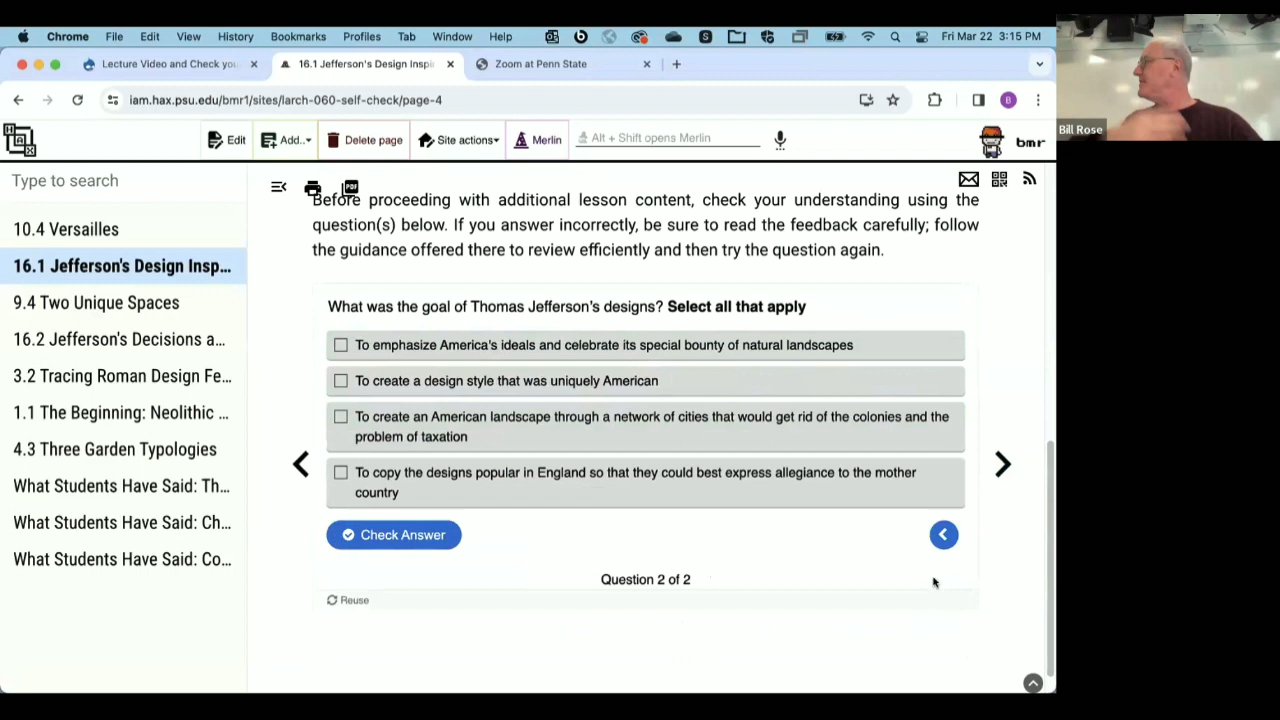 Chrome File Edit View History Bookmarks Profiles Tab Window Help Fri Mar 22 3:15 PM
Lecture Video and Check you
16.1 Jefferson's Design Inspi
Zoom at Penn State
iam.hax.psu.edu/bmr1/sites/larch-060-self-check/page-4
B
HAX
Edit
Add..
Delete page
Site actions
Merlin
Alt + Shift opens Merlin
bmr
Bill Rose
Type to search
10.4 Versailles
16.1 Jefferson's Design Insp...
9.4 Two Unique Spaces
16.2 Jefferson's Decisions a...
3.2 Tracing Roman Design Fe...
1.1 The Beginning: Neolithic ...
4.3 Three Garden Typologies
What Students Have Said: Th...
What Students Have Said: Ch...
What Students Have Said: Co...
PDF
Before proceeding with additional lesson content, check your understanding using the
question(s) below. If you answer incorrectly, be sure to read the feedback carefully; follow
the guidance offered there to review efficiently and then try the question again.
What was the goal of Thomas Jefferson's designs? Select all that apply
To emphasize America's ideals and celebrate its special bounty of natural landscapes
To create a design style that was uniquely American
To create an American landscape through a network of cities that would get rid of the colonies and the
problem of taxation
To copy the designs popular in England so that they could best express allegiance to the mother
country
Check Answer
Question 2 of 2
Reuse